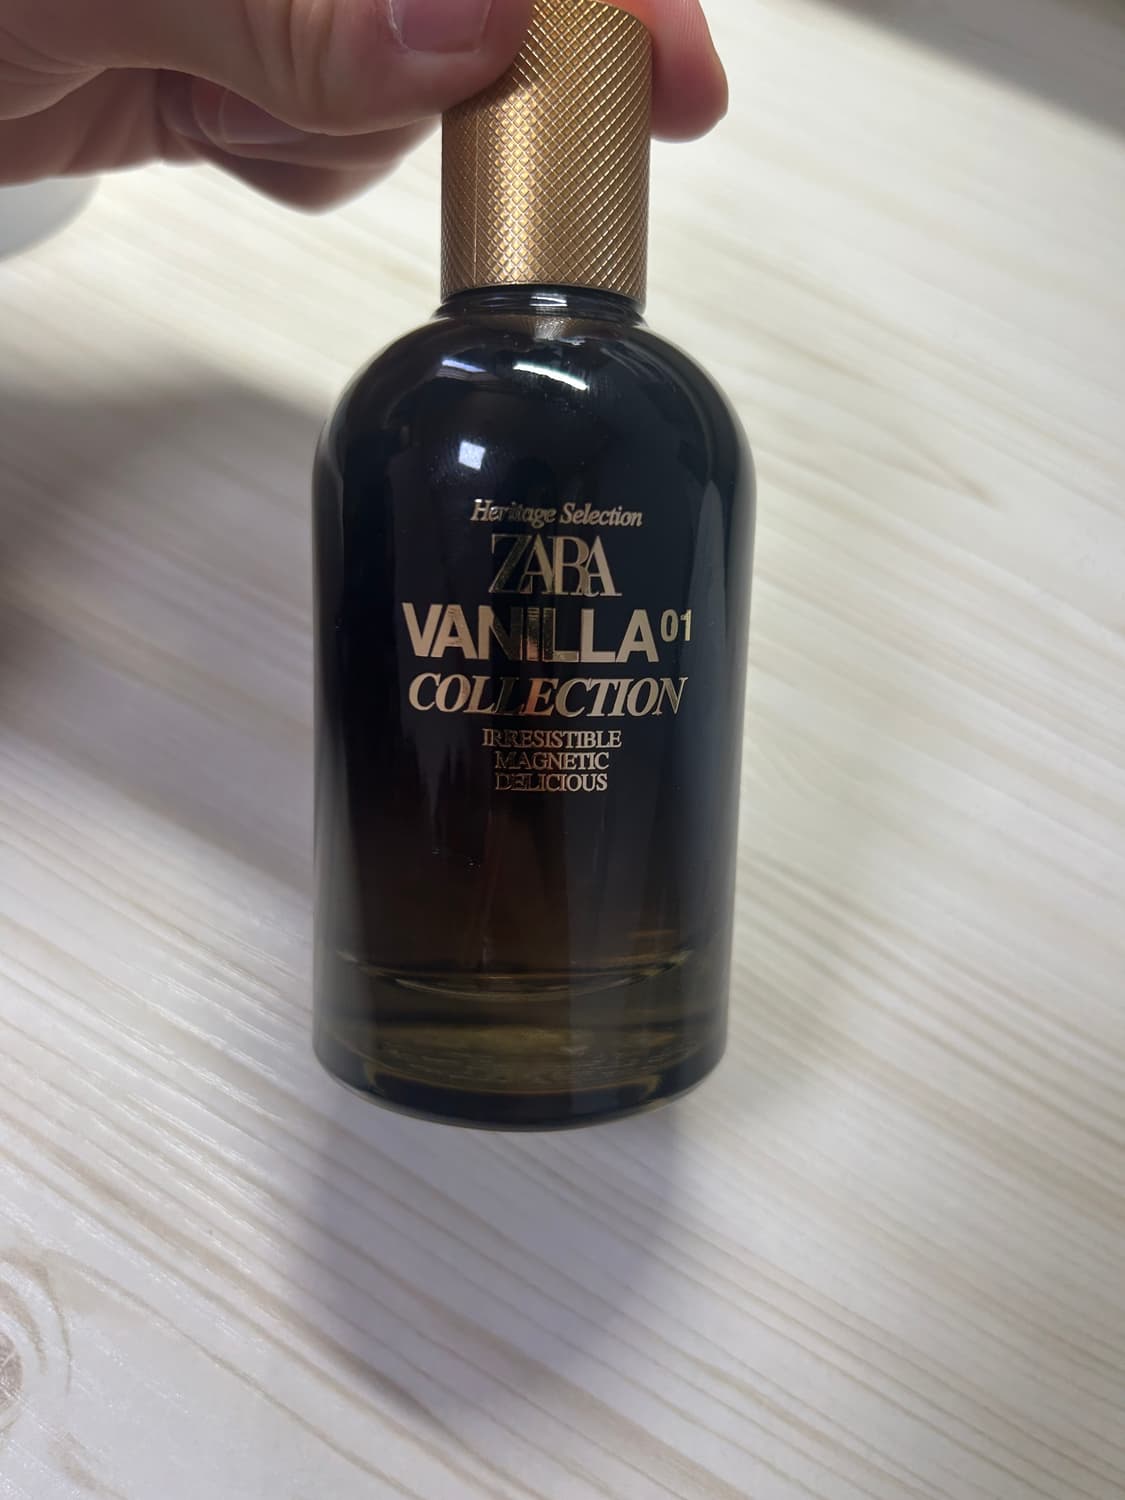 Heritage Selection
ZARA
VANILLA 01
COLLECTION
IRRESISTIBLE
MAGNETIC
DELICIOUS